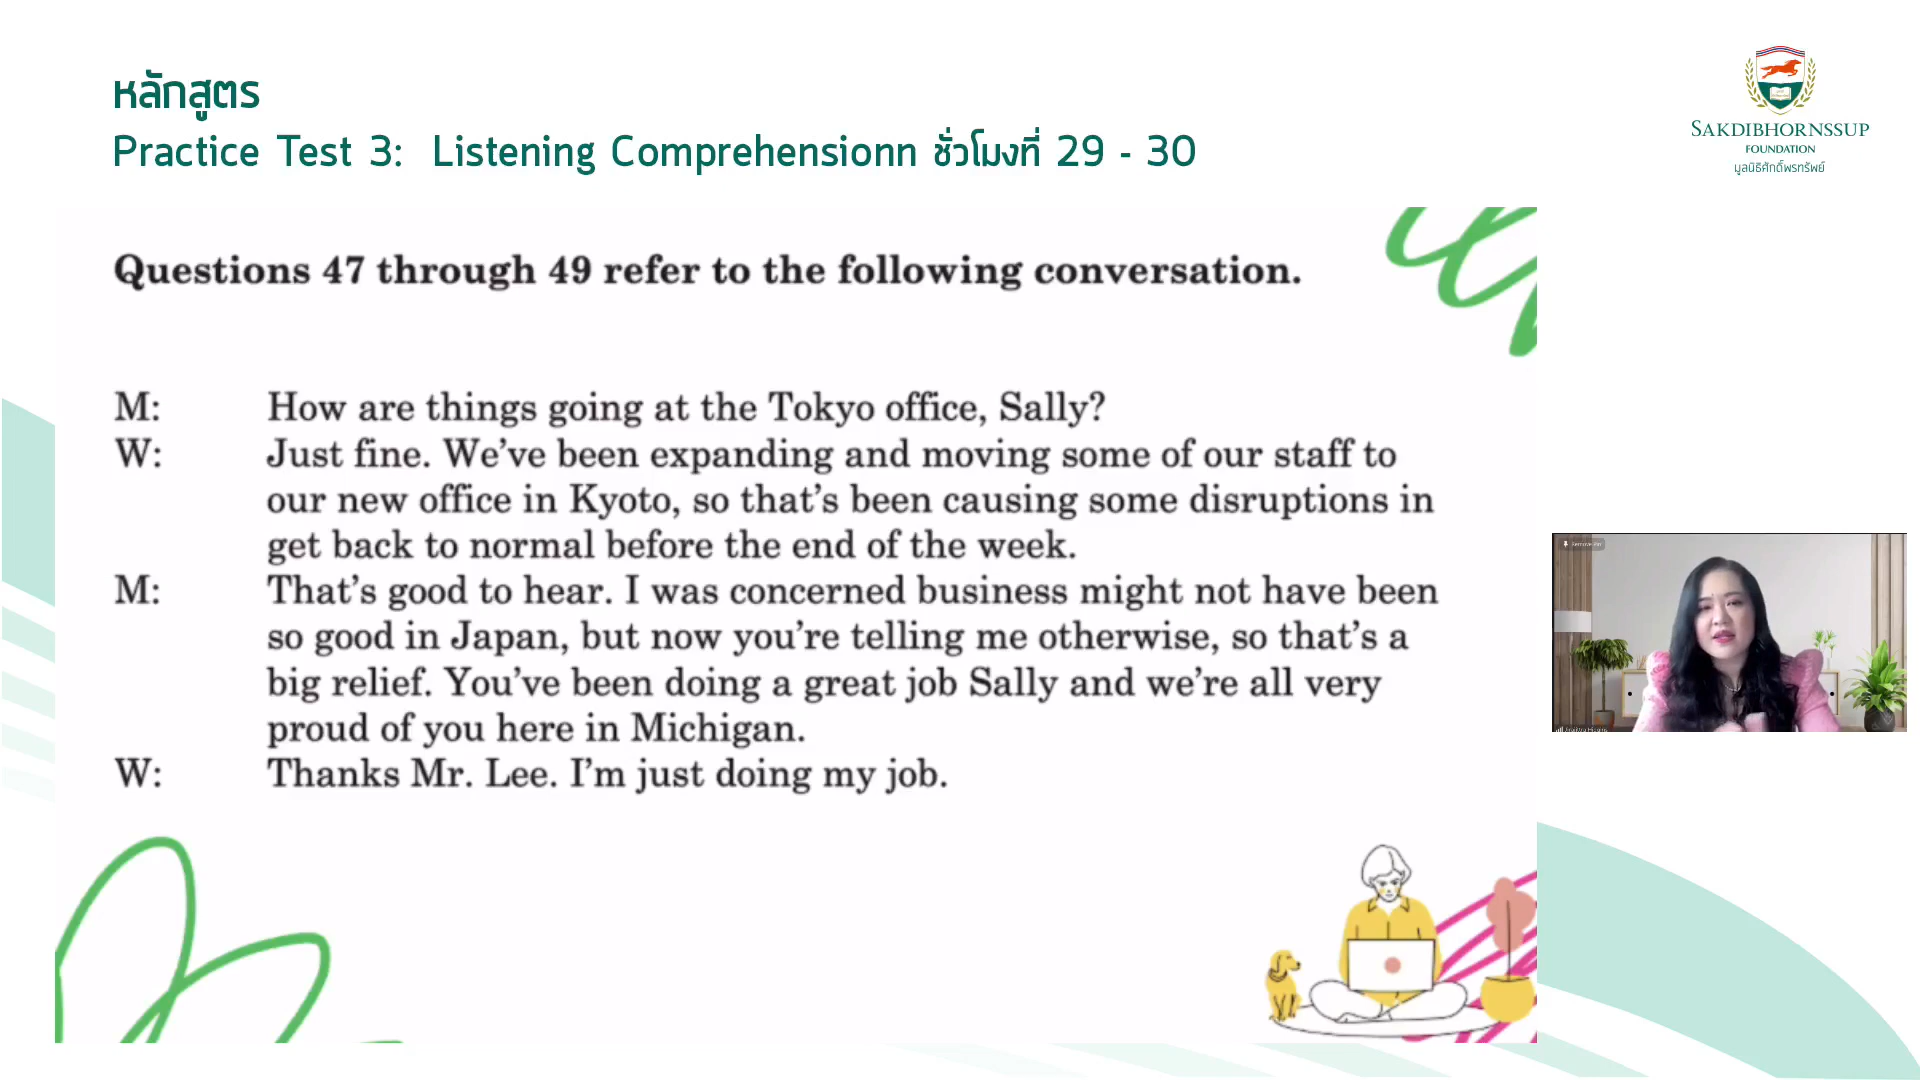 หลักสูตร
Practice Test 3: Listening Comprehensionn ชั่วโมงที่ 29 - 30
SAKDIBHORNSSUP
FOUNDATION
มูลนิธิศักดิ์พรทรัพย์
Questions 47 through 49 refer to the following conversation.
M: How are things going at the Tokyo office, Sally?
W: Just fine. We've been expanding and moving some of our staff to
our new office in Kyoto, so that's been causing some disruptions in
get back to normal before the end of the week.
M: That's good to hear. I was concerned business might not have been
so good in Japan, but now you're telling me otherwise, so that's a
big relief. You've been doing a great job Sally and we're all very
proud of you here in Michigan.
W: Thanks Mr. Lee. I'm just doing my job.
Remove Pin